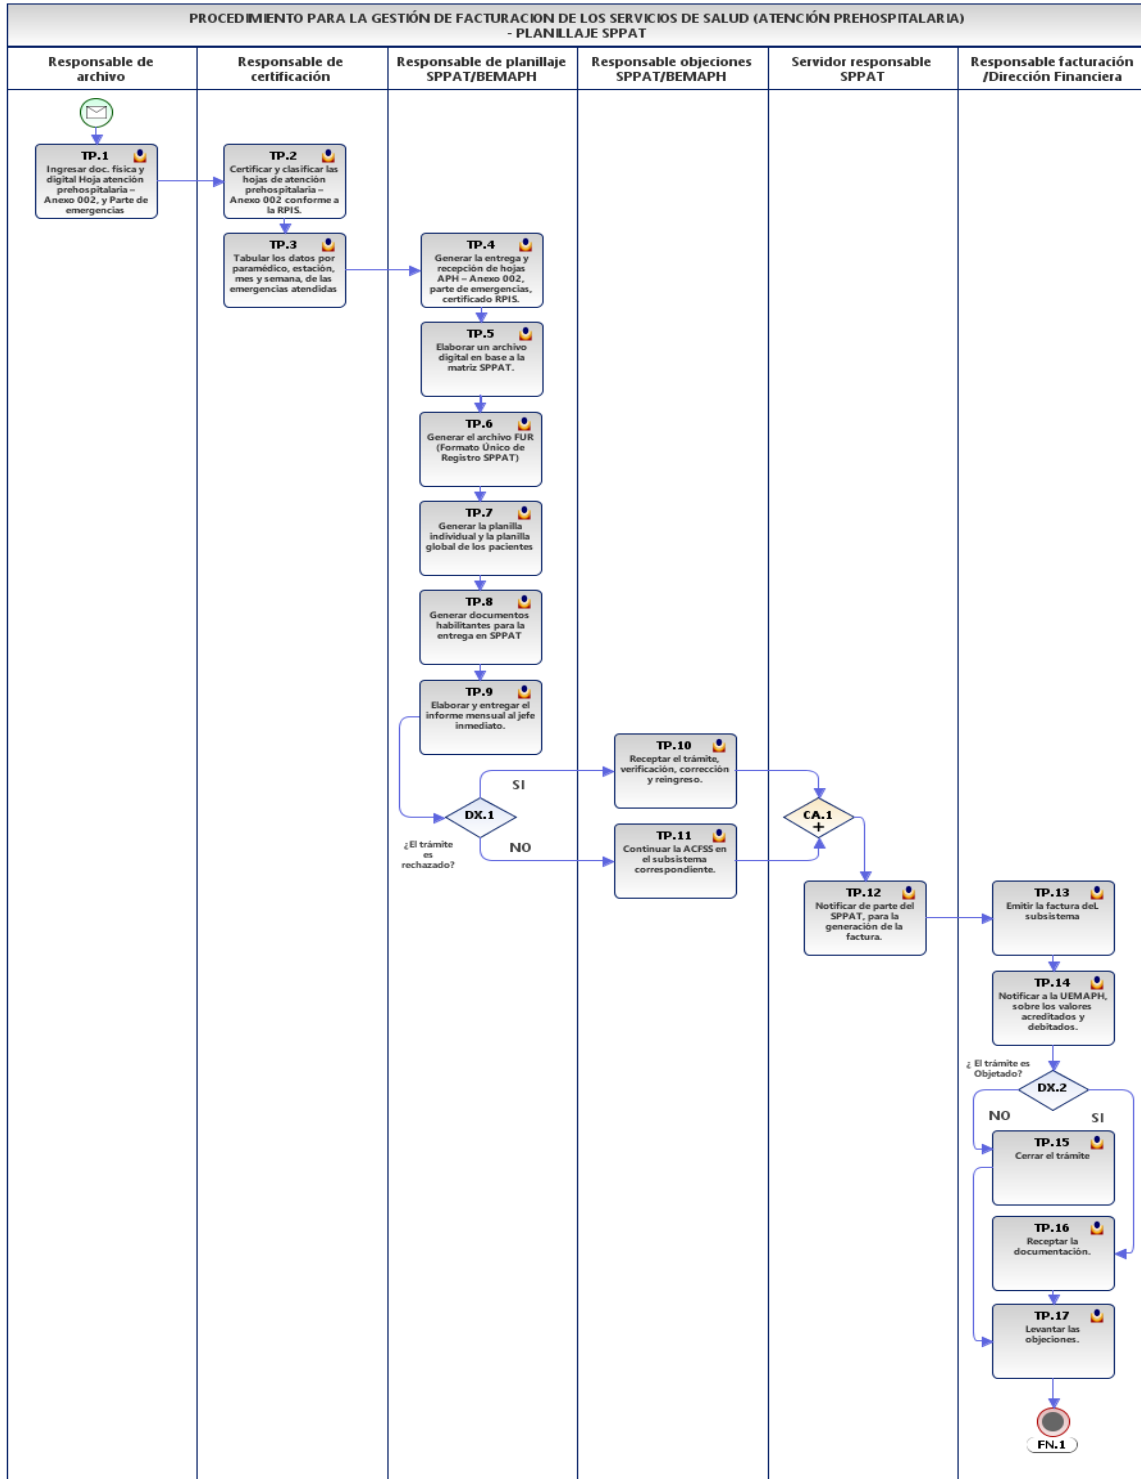 PROCEDIMIENTO PARA LA GESTIÓN DE FACTURACION DE LOS SERVICIOS DE SALUD (ATENCIÓN PREHOSPITALARIA)
- PLANILLAJE SPPAT
Responsable de
archivo
Responsable de
certificación
Responsable de planillaje
SPPAT/BEMAPH
Responsable objeciones
SPPAT/BEMAPH
Servidor responsable
SPPAT
Responsable facturación
/Dirección Financiera
TP.1
Ingresar doc. física y
digital Hoja atención
prehospitalaria –
Anexo 002, y Parte de
emergencias
TP.2
Certificar y clasificar las
hojas de atención
prehospitalaria –
Anexo 002 conforme a
la RPIS.
TP.3
Tabular los datos por
paramédico, estación,
mes y semana, de las
emergencias atendidas
TP.4
Generar la entrega y
recepción de hojas
APH – Anexo 002,
parte de emergencias,
certificado RPIS.
TP.5
Elaborar un archivo
digital en base a la
matriz SPPAT.
TP.6
Generar el archivo FUR
(Formato Único de
Registro SPPAT)
TP.7
Generar la planilla
individual y la planilla
global de los pacientes
TP.8
Generar documentos
habilitantes para la
entrega en SPPAT
TP.9
Elaborar y entregar el
informe mensual al jefe
inmediato.
DX.1
¿El trámite
es
rechazado?
SI
NO
TP.10
Receptar el trámite,
verificación, corrección
y reingreso.
TP.11
Continuar la ACFSS en
el subsistema
correspondiente.
CA.1
+
TP.12
Notificar de parte del
SPPAT, para la
generación de la
factura.
TP.13
Emitir la factura del
subsistema
TP.14
Notificar a la UEMAPH,
sobre los valores
acreditados y
debitados.
¿ El trámite es
Objetado?
DX.2
NO
SI
TP.15
Cerrar el trámite
TP.16
Receptar la
documentación.
TP.17
Levantar las
objeciones.
FN.1